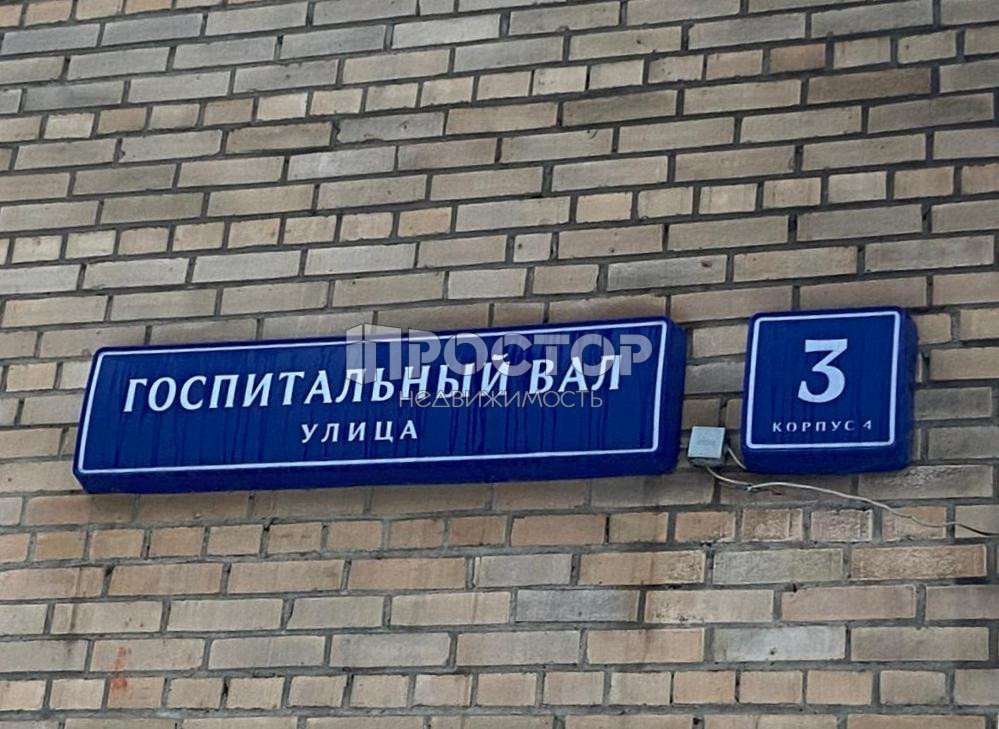 ГОСПИТАЛЬНЫЙ ВАЛ
УЛИЦА
3
КОРПУС 4
ПРОСТОР
недвижимость